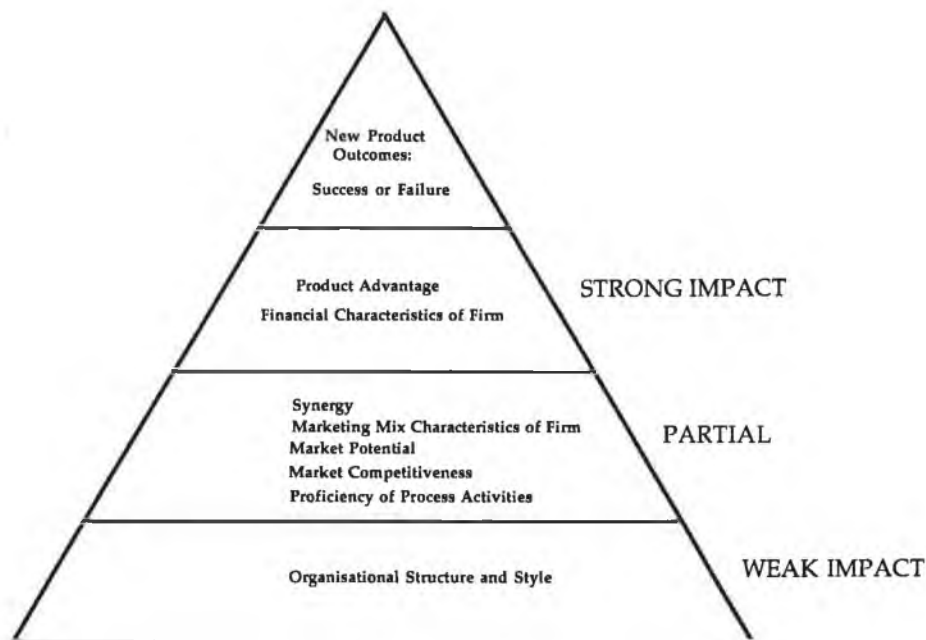 New Product
Outcomes:
Success or Failure
Product Advantage
Financial Characteristics of Firm
STRONG IMPACT
Synergy
Marketing Mix Characteristics of Firm
Market Potential
Market Competitiveness
Proficiency of Process Activities
PARTIAL
Organisational Structure and Style
WEAK IMPACT